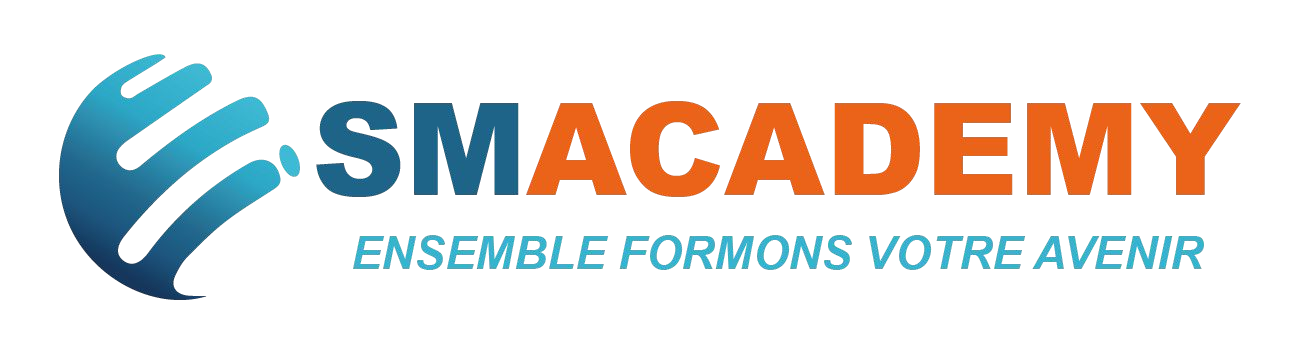 SMACADEMY
ENSEMBLE FORMONS VOTRE AVENIR